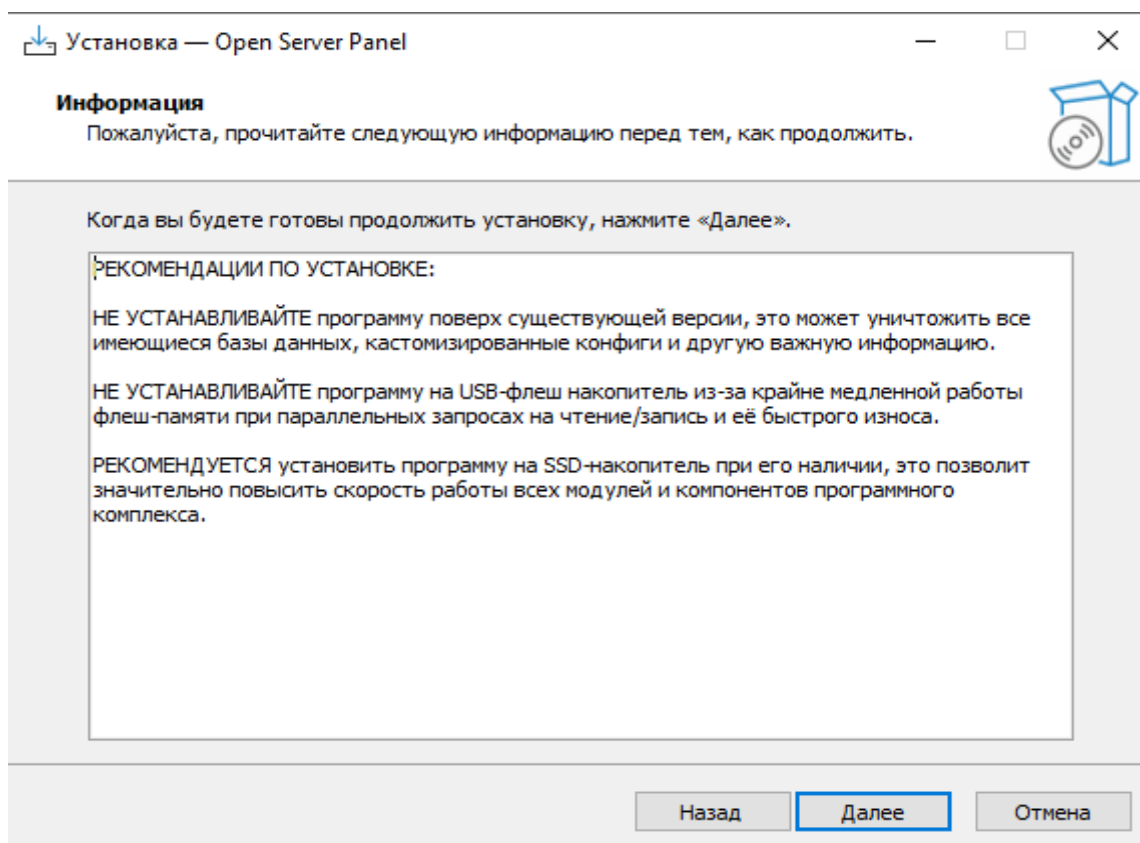 Установка — Open Server Panel
Информация
Пожалуйста, прочитайте следующую информацию перед тем, как продолжить.
Когда вы будете готовы продолжить установку, нажмите «Далее».
РЕКОМЕНДАЦИИ ПО УСТАНОВКЕ:
НЕ УСТАНАВЛИВАЙТЕ программу поверх существующей версии, это может уничтожить все
имеющиеся базы данных, кастомизированные конфиги и другую важную информацию.
НЕ УСТАНАВЛИВАЙТЕ программу на USB-флеш накопитель из-за крайне медленной работы
флеш-памяти при параллельных запросах на чтение/запись и её быстрого износа.
РЕКОМЕНДУЕТСЯ установить программу на SSD-накопитель при его наличии, это позволит
значительно повысить скорость работы всех модулей и компонентов программного
комплекса.
Назад
Далее
Отмена